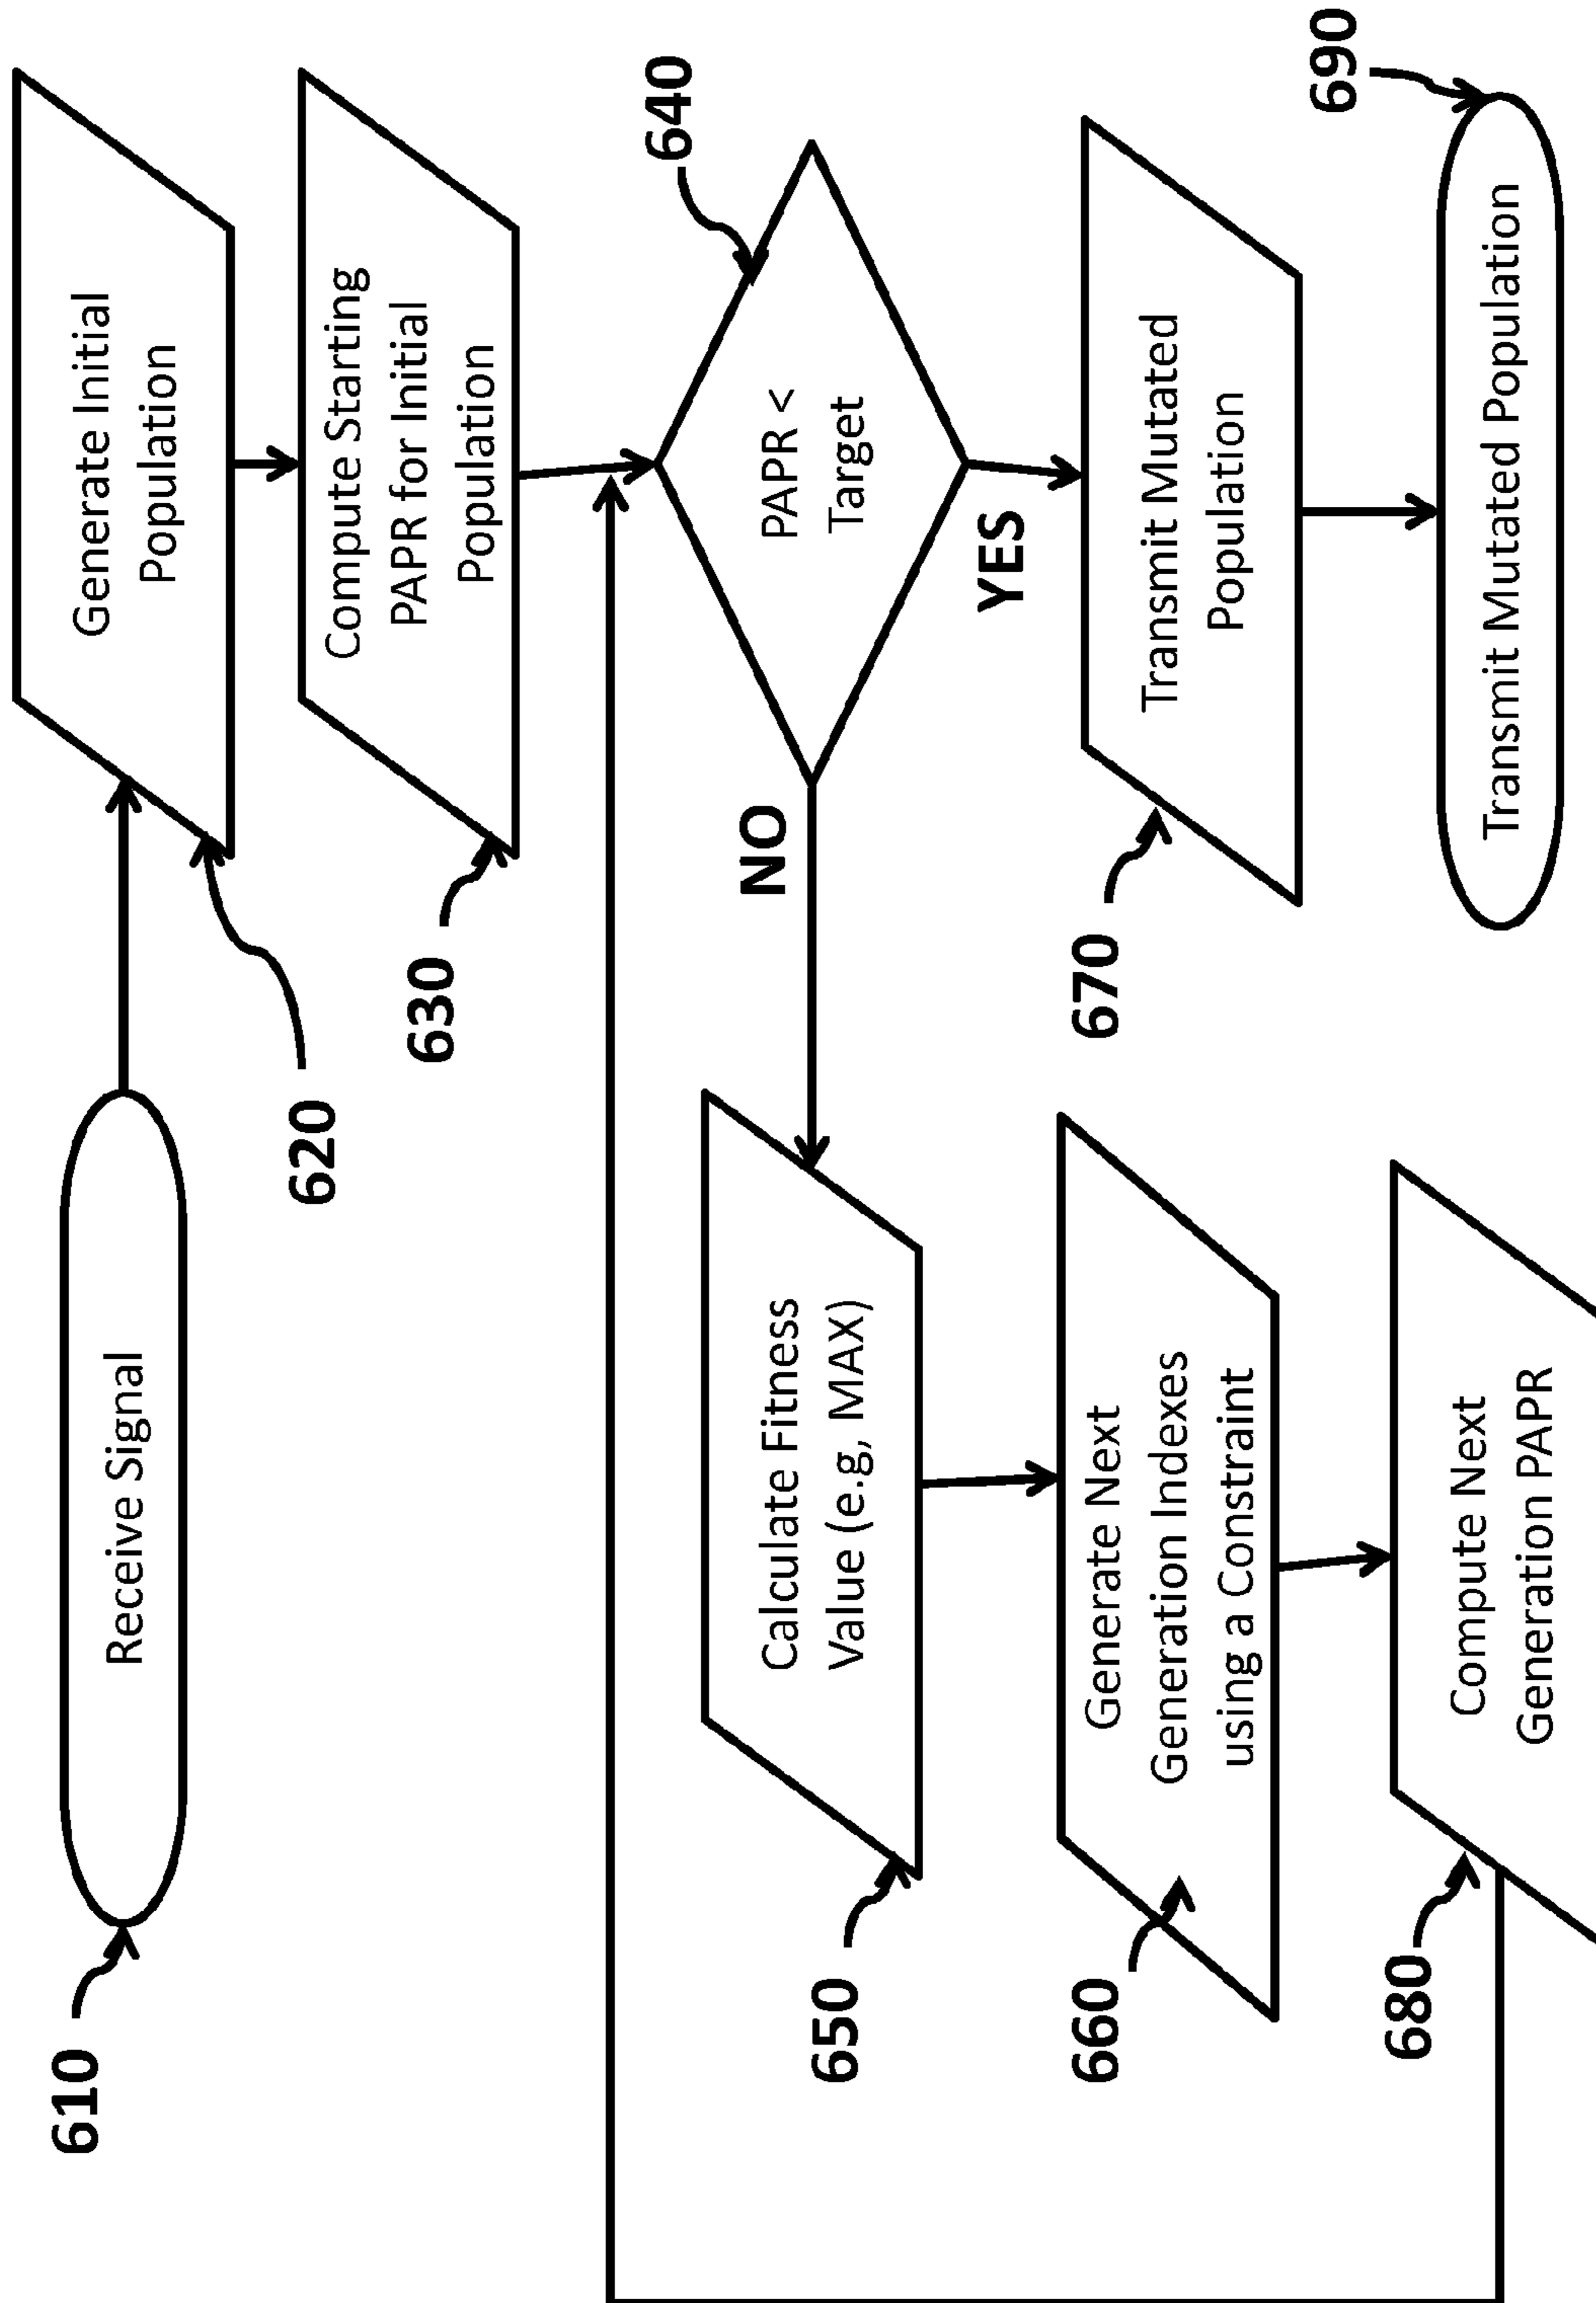 610
Receive Signal
620
Generate Initial
Population
630
Compute Starting
PAPR for Initial
Population
640
PAPR <
Target
NO
YES
650
Calculate Fitness
Value (e.g, MAX)
660
Generate Next
Generation Indexes
using a Constraint
680
Compute Next
Generation PAPR
670
Transmit Mutated
Population
690
Transmit Mutated Population